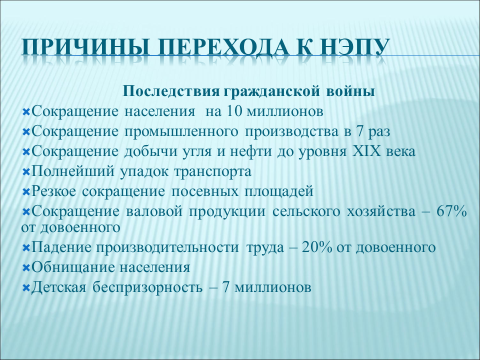 ПРИЧИНЫ ПЕРЕХОДА К НЭПУ
Последствия гражданской войны
Сокращение населения на 10 миллионов
Сокращение промышленного производства в 7 раз
Сокращение добычи угля и нефти до уровня XIX века
Полнейший упадок транспорта
Резкое сокращение посевных площадей
Сокращение валовой продукции сельского хозяйства – 67%
от довоенного
Падение производительности труда – 20% от довоенного
Обнищание населения
Детская беспризорность – 7 миллионов